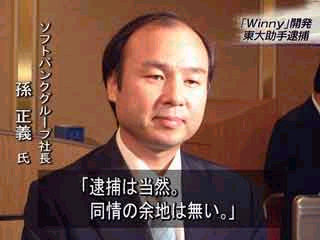 「Winny」開発
東大助手逮捕
ソフトバンクグループ社長
孫 正義 氏
「逮捕は当然。
同情の余地は無い。」